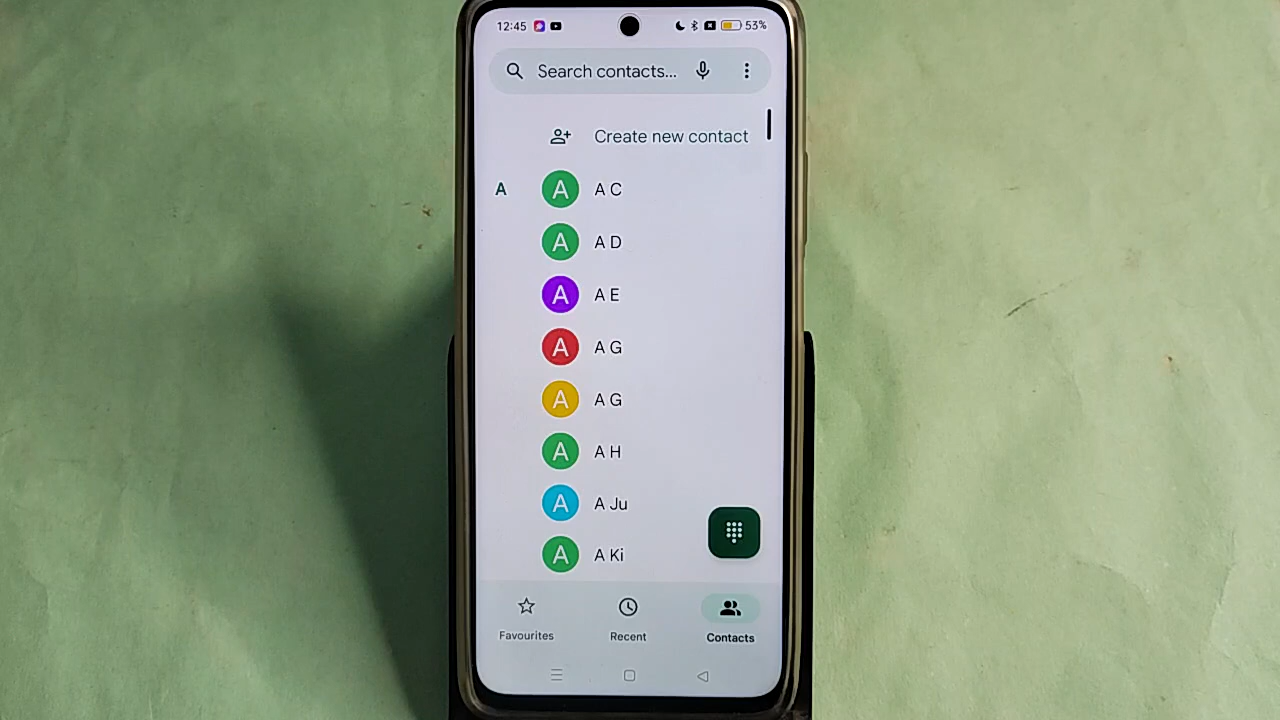 12:45 53%
Search contacts...
Create new contact
A A A C
A A D
A A E
A A G
A A G
A A H
A A Ju
A A Ki
Favourites Recent Contacts